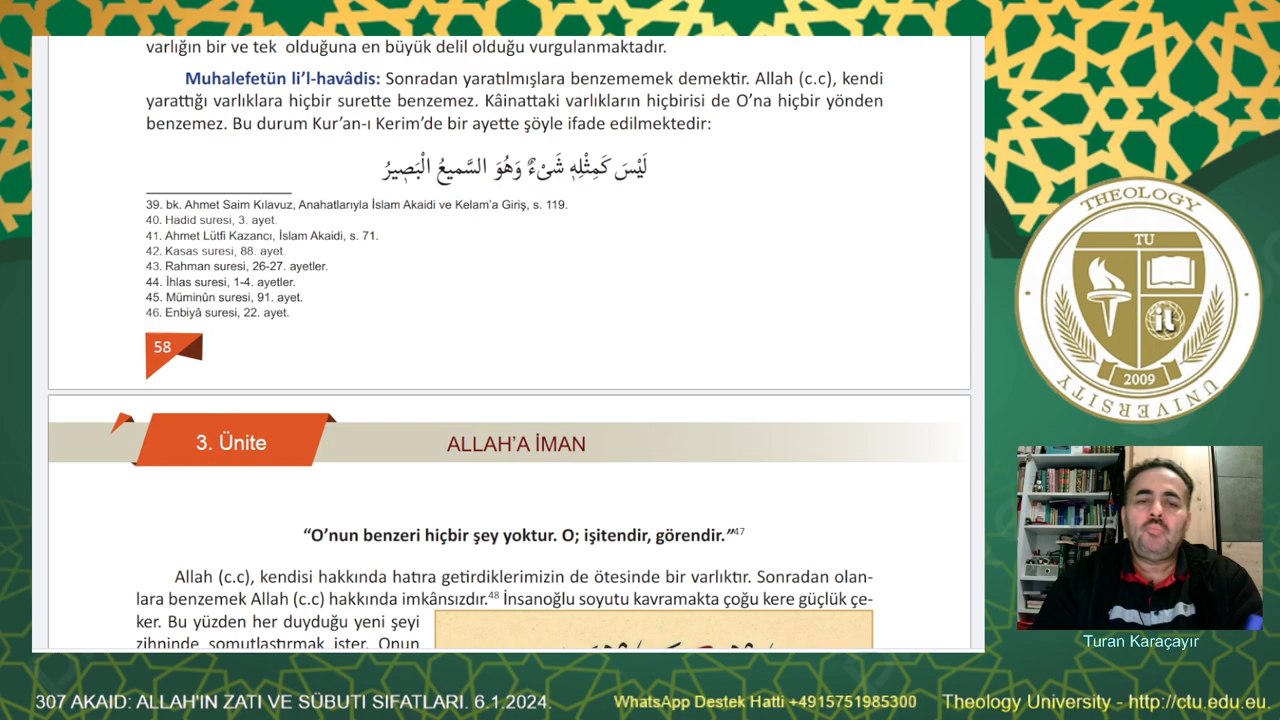 varlığın bir ve tek olduğuna en büyük delil olduğu vurgulanmaktadır.
Muhalefetün li’l-havâdis: Sonradan yaratılmışlara benzememek demektir. Allah (c.c), kendi
yarattığı varlıklara hiçbir surette benzemez. Kâinattaki varlıkların hiçbirisi de O’na hiçbir yönden
benzemez. Bu durum Kur’an-ı Kerim’de bir ayette şöyle ifade edilmektedir:
لَيْسَ كَمِثْلِهٖ شَىْءٌ وَهُوَ السَّمٖيعُ الْبَصٖيرُ
39. bk. Ahmet Saim Kılavuz, Anahatlarıyla İslam Akaidi ve Kelam’a Giriş, s. 119.
40. Hadid suresi, 3. ayet.
41. Ahmet Lütfi Kazancı, İslam Akaidi, s. 71.
42. Kasas suresi, 88. ayet.
43. Rahman suresi, 26-27. ayetler.
44. İhlas suresi, 1-4. ayetler.
45. Müminûn suresi, 91. ayet.
46. Enbiyâ suresi, 22. ayet.
58
3. Ünite
ALLAH’A İMAN
“O’nun benzeri hiçbir şey yoktur. O; işitendir, görendir.”47
Allah (c.c), kendisi hakkında hatıra getirdiklerimizin de ötesinde bir varlıktır. Sonradan olan-
lara benzemek Allah (c.c) hakkında imkânsızdır.48 İnsanoğlu soyutu kavramakta çoğu kere güçlük çe-
ker. Bu yüzden her duyduğu yeni şeyi
zihninde somutlaştırmak ister. Onun
THEOLOGY
TU
2009
UNIVERSITY
Turan Karaçayır
307 AKAID: ALLAH'IN ZATI VE SÜBUTI SIFATLARI. 6.1.2024.
WhatsApp Destek Hatti +4915751985300
Theology University - http://ctu.edu.eu.